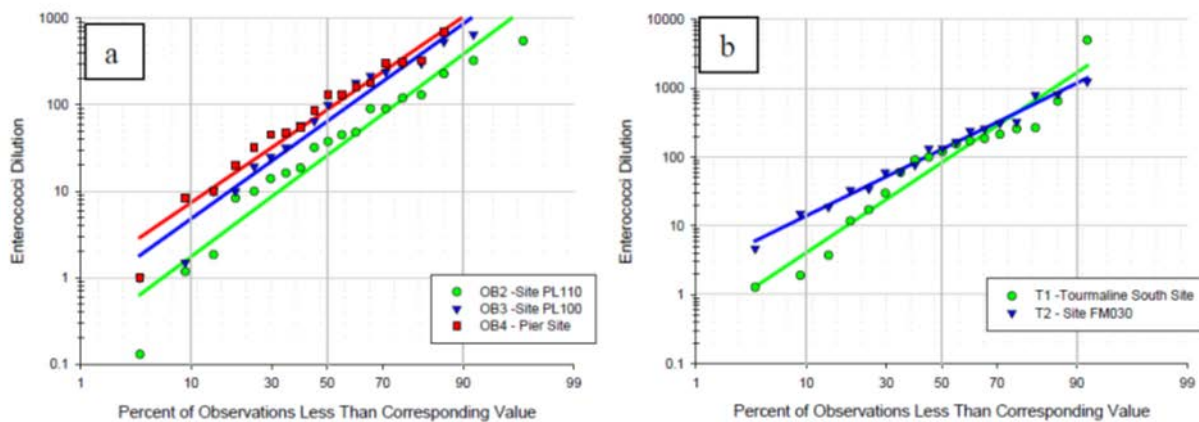 a
Enterococci Dilution
1000
100
10
1
0.1
OB2 -Site PL110
OB3 -Site PL100
OB4 - Pier Site
1 10 30 50 70 90 99
Percent of Observations Less Than Corresponding Value
b
Enterococci Dilution
10000
1000
100
10
1
0.1
T1 -Tourmaline South Site
T2 - Site FM030
1 10 30 50 70 90 99
Percent of Observations Less Than Corresponding Value